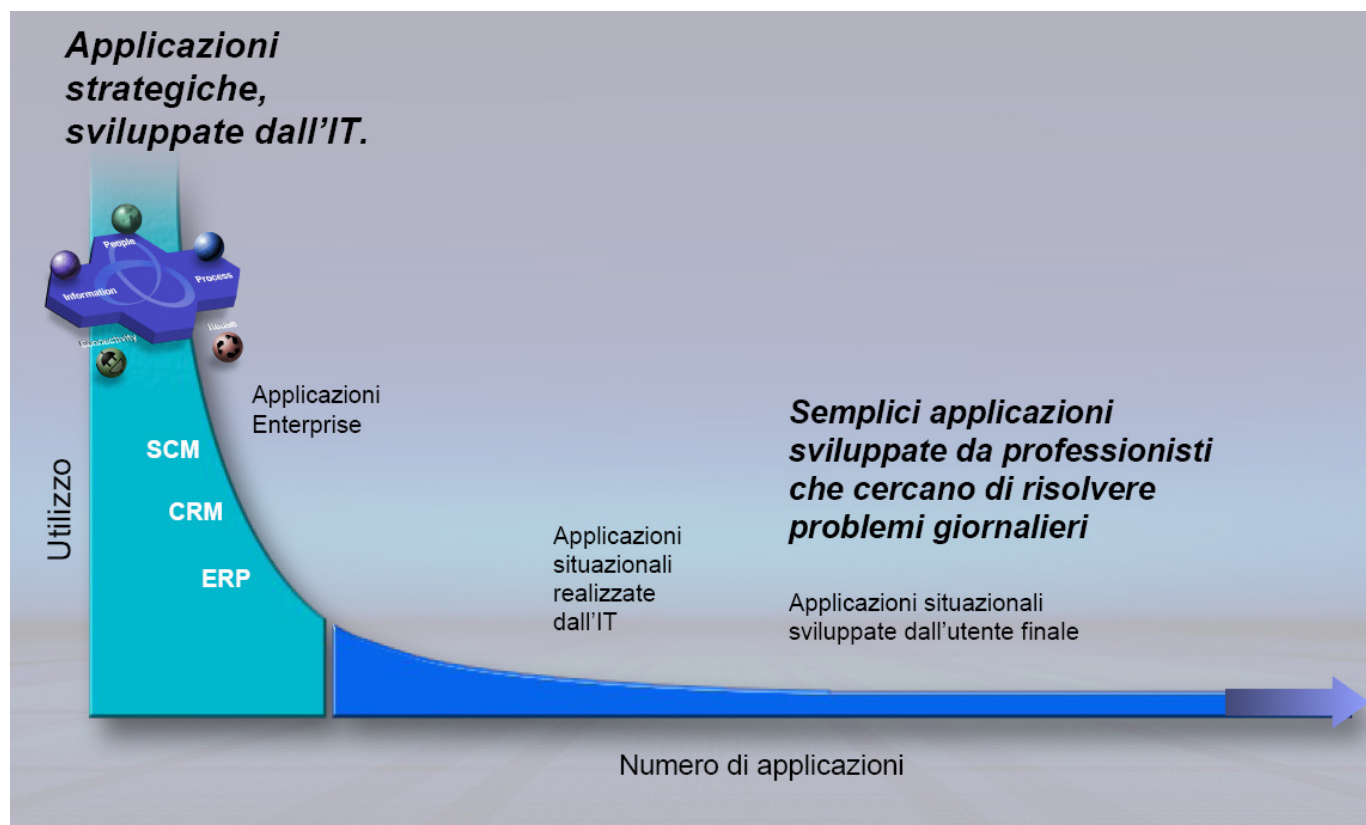 Applicazioni
strategiche,
sviluppate dall'IT.
People
Process
Information
Connectivity
Reuse
Applicazioni
Enterprise
SCM
CRM
ERP
Utilizzo
Applicazioni
situazionali
realizzate
dall'IT
Semplici applicazioni
sviluppate da professionisti
che cercano di risolvere
problemi giornalieri
Applicazioni situazionali
sviluppate dall'utente finale
Numero di applicazioni